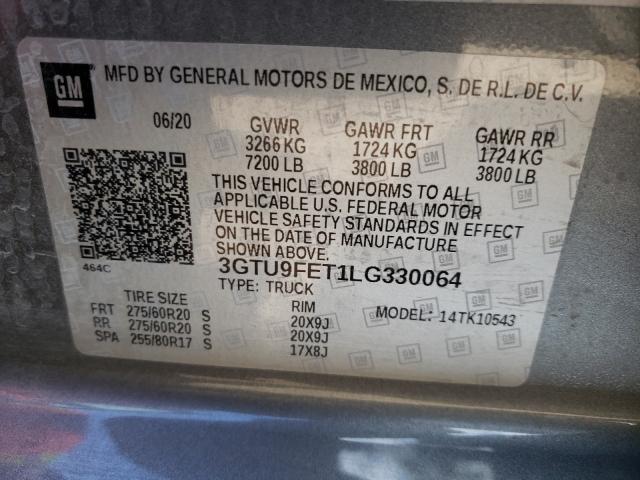 GM MFD BY GENERAL MOTORS DE MEXICO, S. DE R.L. DE C.V.
06/20 GVWR GAWR FRT GAWR RR
3266 KG 1724 KG 1724 KG
7200 LB 3800 LB 3800 LB
THIS VEHICLE CONFORMS TO ALL
APPLICABLE U.S. FEDERAL MOTOR
VEHICLE SAFETY STANDARDS IN EFFECT
ON THE DATE OF MANUFACTURE
SHOWN ABOVE.
464C
3GTU9FET1LG330064
TYPE: TRUCK
TIRE SIZE RIM MODEL: 14TK10543
FRT 275/60R20 S 20X9J
RR 275/60R20 S 20X9J
SPA 255/80R17 S 17X8J